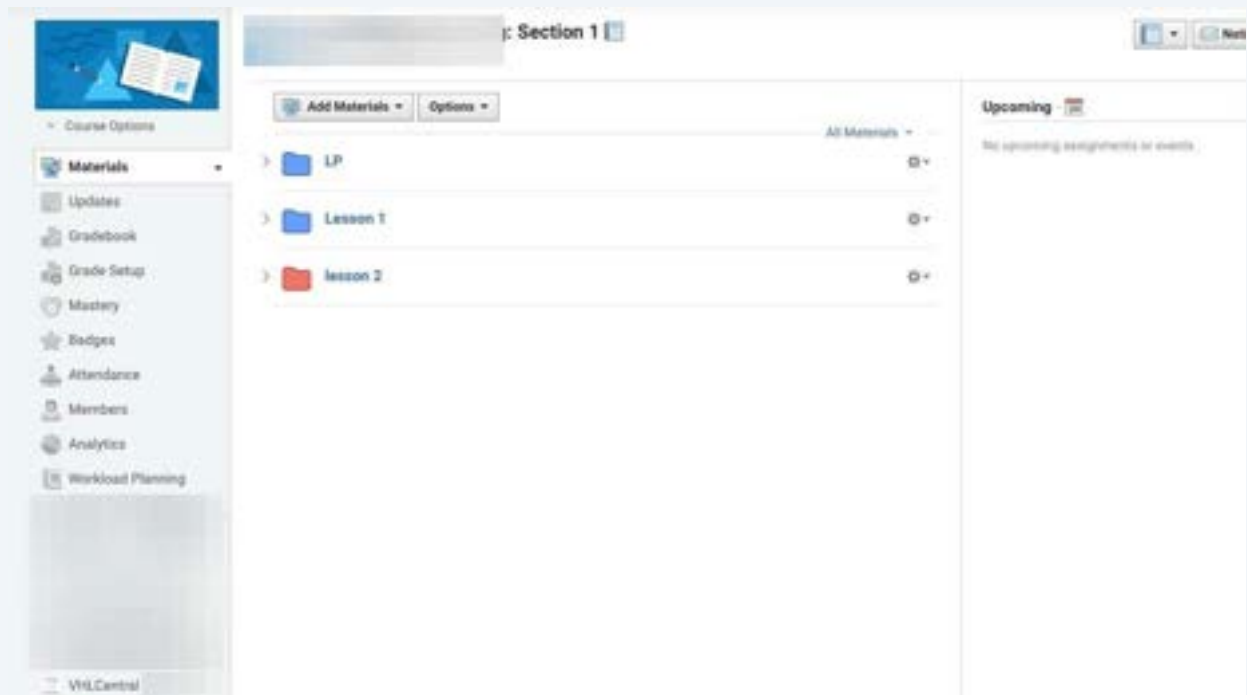 : Section 1
Noti
Course Options
Materials
Updates
Gradebook
Grade Setup
Mastery
Badges
Attendance
Members
Analytics
Workload Planning
VHLCentral
Add Materials
Options
All Materials
LP
Lesson 1
lesson 2
Upcoming
No upcoming assignments or events